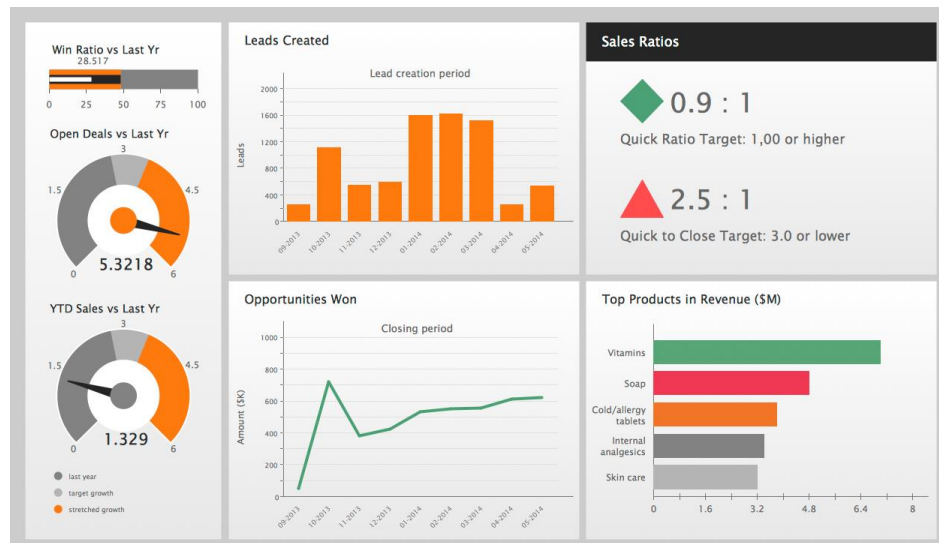 Win Ratio vs Last Yr
28.517
0 25 50 75 100
Open Deals vs Last Yr
3
1.5 4.5
5.3218
0 6
YTD Sales vs Last Yr
3
1.5 4.5
1.329
0 6
last year
target growth
stretched growth
Leads Created
Lead creation period
Leads
2000
1600
1200
800
400
0
09-2013 10-2013 11-2013 12-2013 01-2014 02-2014 03-2014 04-2014 05-2014
Sales Ratios
0.9 : 1
Quick Ratio Target: 1,00 or higher
2.5 : 1
Quick to Close Target: 3.0 or lower
Opportunities Won
Closing period
Amount ($K)
1000
800
600
400
200
0
09-2013 10-2013 11-2013 12-2013 01-2014 02-2014 03-2014 04-2014 05-2014
Top Products in Revenue ($M)
Vitamins
Soap
Cold/allergy
tablets
Internal
analgesics
Skin care
0 1.6 3.2 4.8 6.4 8